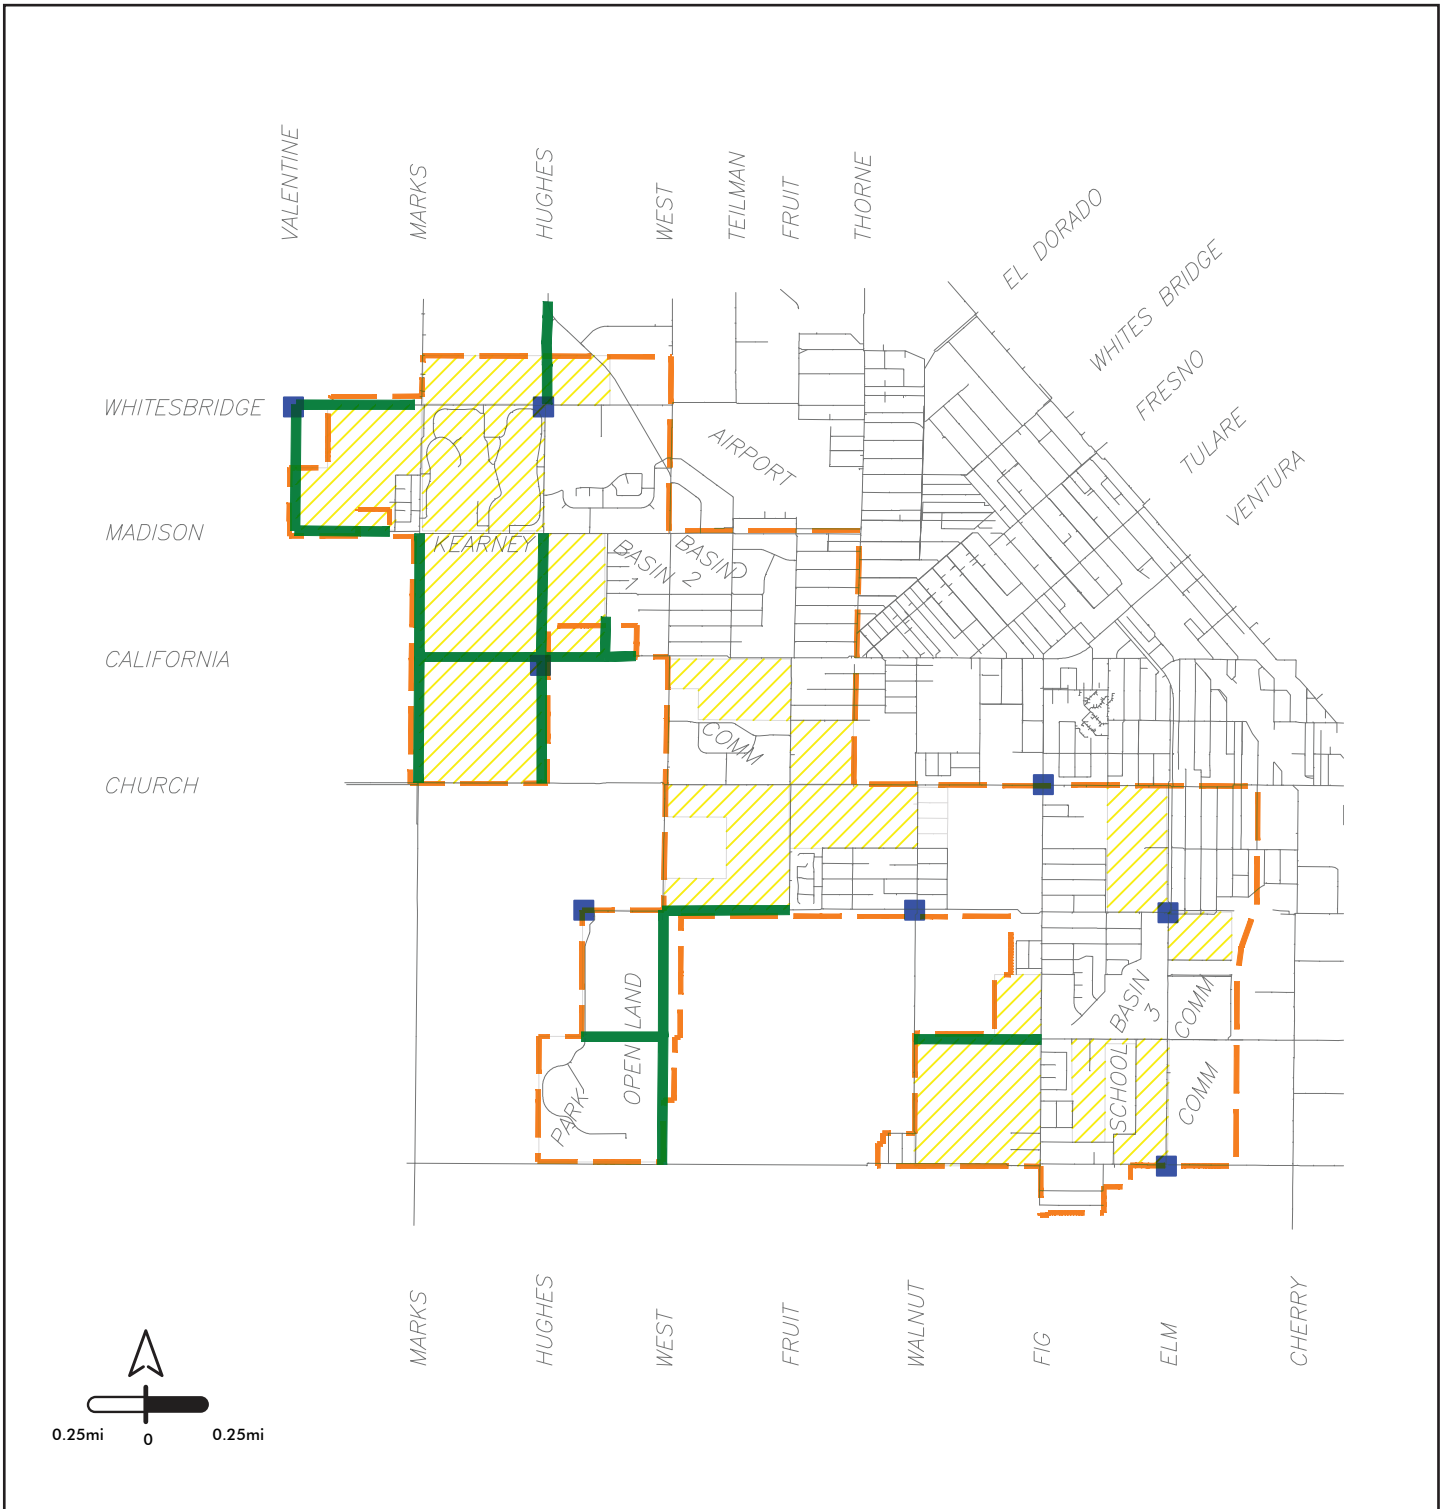 VALENTINE
MARKS
HUGHES
WEST
TEILMAN
FRUIT
THORNE
EL DORADO
WHITES BRIDGE
FRESNO
TULARE
VENTURA
WHITESBRIDGE
AIRPORT
MADISON
KEARNEY
BASIN
1
BASIN
2
CALIFORNIA
COMM
CHURCH
OPEN LAND
BASIN
3
COMM
PARK
SCHOOL
COMM
MARKS
HUGHES
WEST
FRUIT
WALNUT
FIG
ELM
CHERRY
0.25mi 0 0.25mi